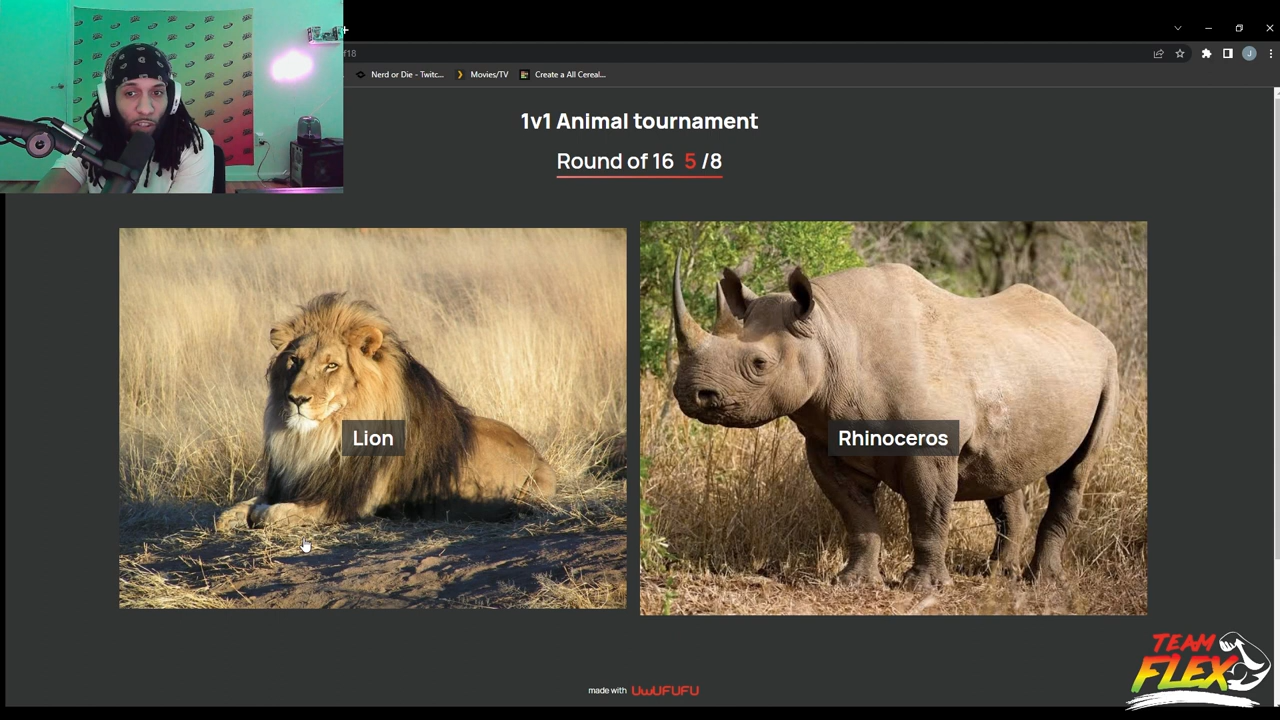 f18
Nerd or Die - Twitc...
Movies/TV
Create a All Cereal...
J
1v1 Animal tournament
Round of 16 5 /8
Lion
Rhinoceros
made with UwUFUFU
TEAM
FLEX